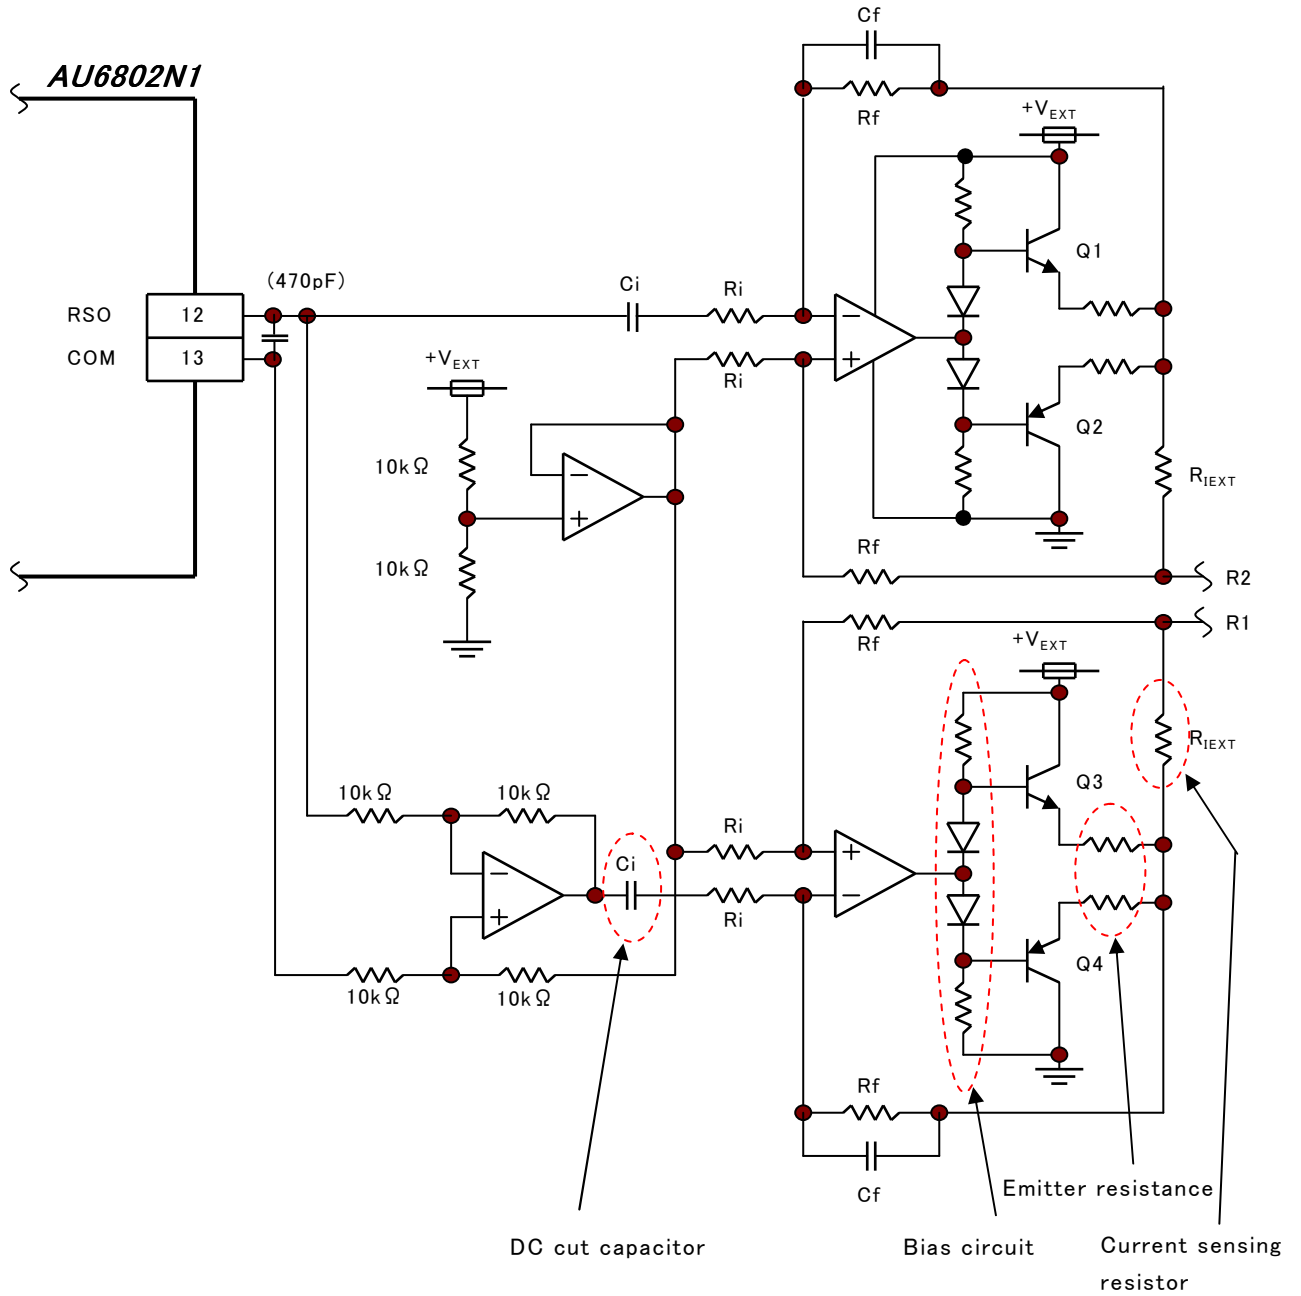 Cf
AU6802N1
Rf
+VEXT
(470pF)
Ci
Ri
Q1
RSO
12
COM
13
+VEXT
Ri
Q2
10kΩ
RIEXT
10kΩ
Rf
R2
R1
Rf
+VEXT
RIEXT
10kΩ
10kΩ
Q3
Ri
Ci
Ri
Q4
10kΩ
10kΩ
Rf
Cf
Emitter resistance
DC cut capacitor
Bias circuit
Current sensing
resistor